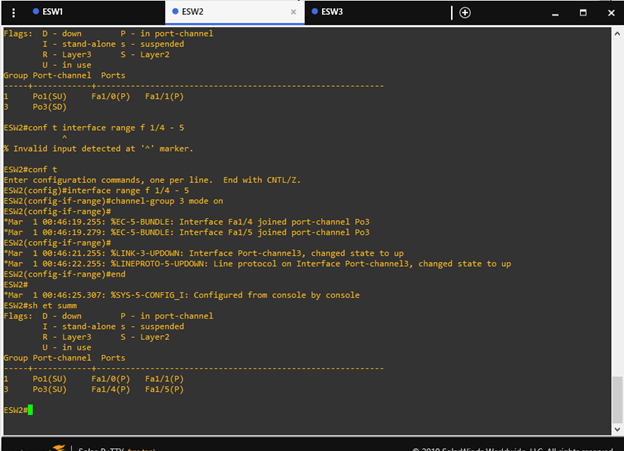 ESW1 ESW2 × ESW3
Flags: D - down P - in port-channel
I - stand-alone s - suspended
R - Layer3 S - Layer2
U - in use
Group Port-channel Ports
-----+------------+-----------------------------------------------------------
1 Po1(SU) Fa1/0(P) Fa1/1(P)
3 Po3(SD)
ESW2#conf t interface range f 1/4 - 5
^
% Invalid input detected at '^' marker.
ESW2#conf t
Enter configuration commands, one per line. End with CNTL/Z.
ESW2(config)#interface range f 1/4 - 5
ESW2(config-if-range)#channel-group 3 mode on
ESW2(config-if-range)#
*Mar 1 00:46:19.255: %EC-5-BUNDLE: Interface Fa1/4 joined port-channel Po3
*Mar 1 00:46:19.279: %EC-5-BUNDLE: Interface Fa1/5 joined port-channel Po3
ESW2(config-if-range)#
*Mar 1 00:46:21.255: %LINK-3-UPDOWN: Interface Port-channel3, changed state to up
*Mar 1 00:46:22.255: %LINEPROTO-5-UPDOWN: Line protocol on Interface Port-channel3, changed state to up
ESW2(config-if-range)#end
ESW2#
*Mar 1 00:46:25.307: %SYS-5-CONFIG_I: Configured from console by console
ESW2#sh et summ
Flags: D - down P - in port-channel
I - stand-alone s - suspended
R - Layer3 S - Layer2
U - in use
Group Port-channel Ports
-----+------------+-----------------------------------------------------------
1 Po1(SU) Fa1/0(P) Fa1/1(P)
3 Po3(SU) Fa1/4(P) Fa1/5(P)
ESW2#